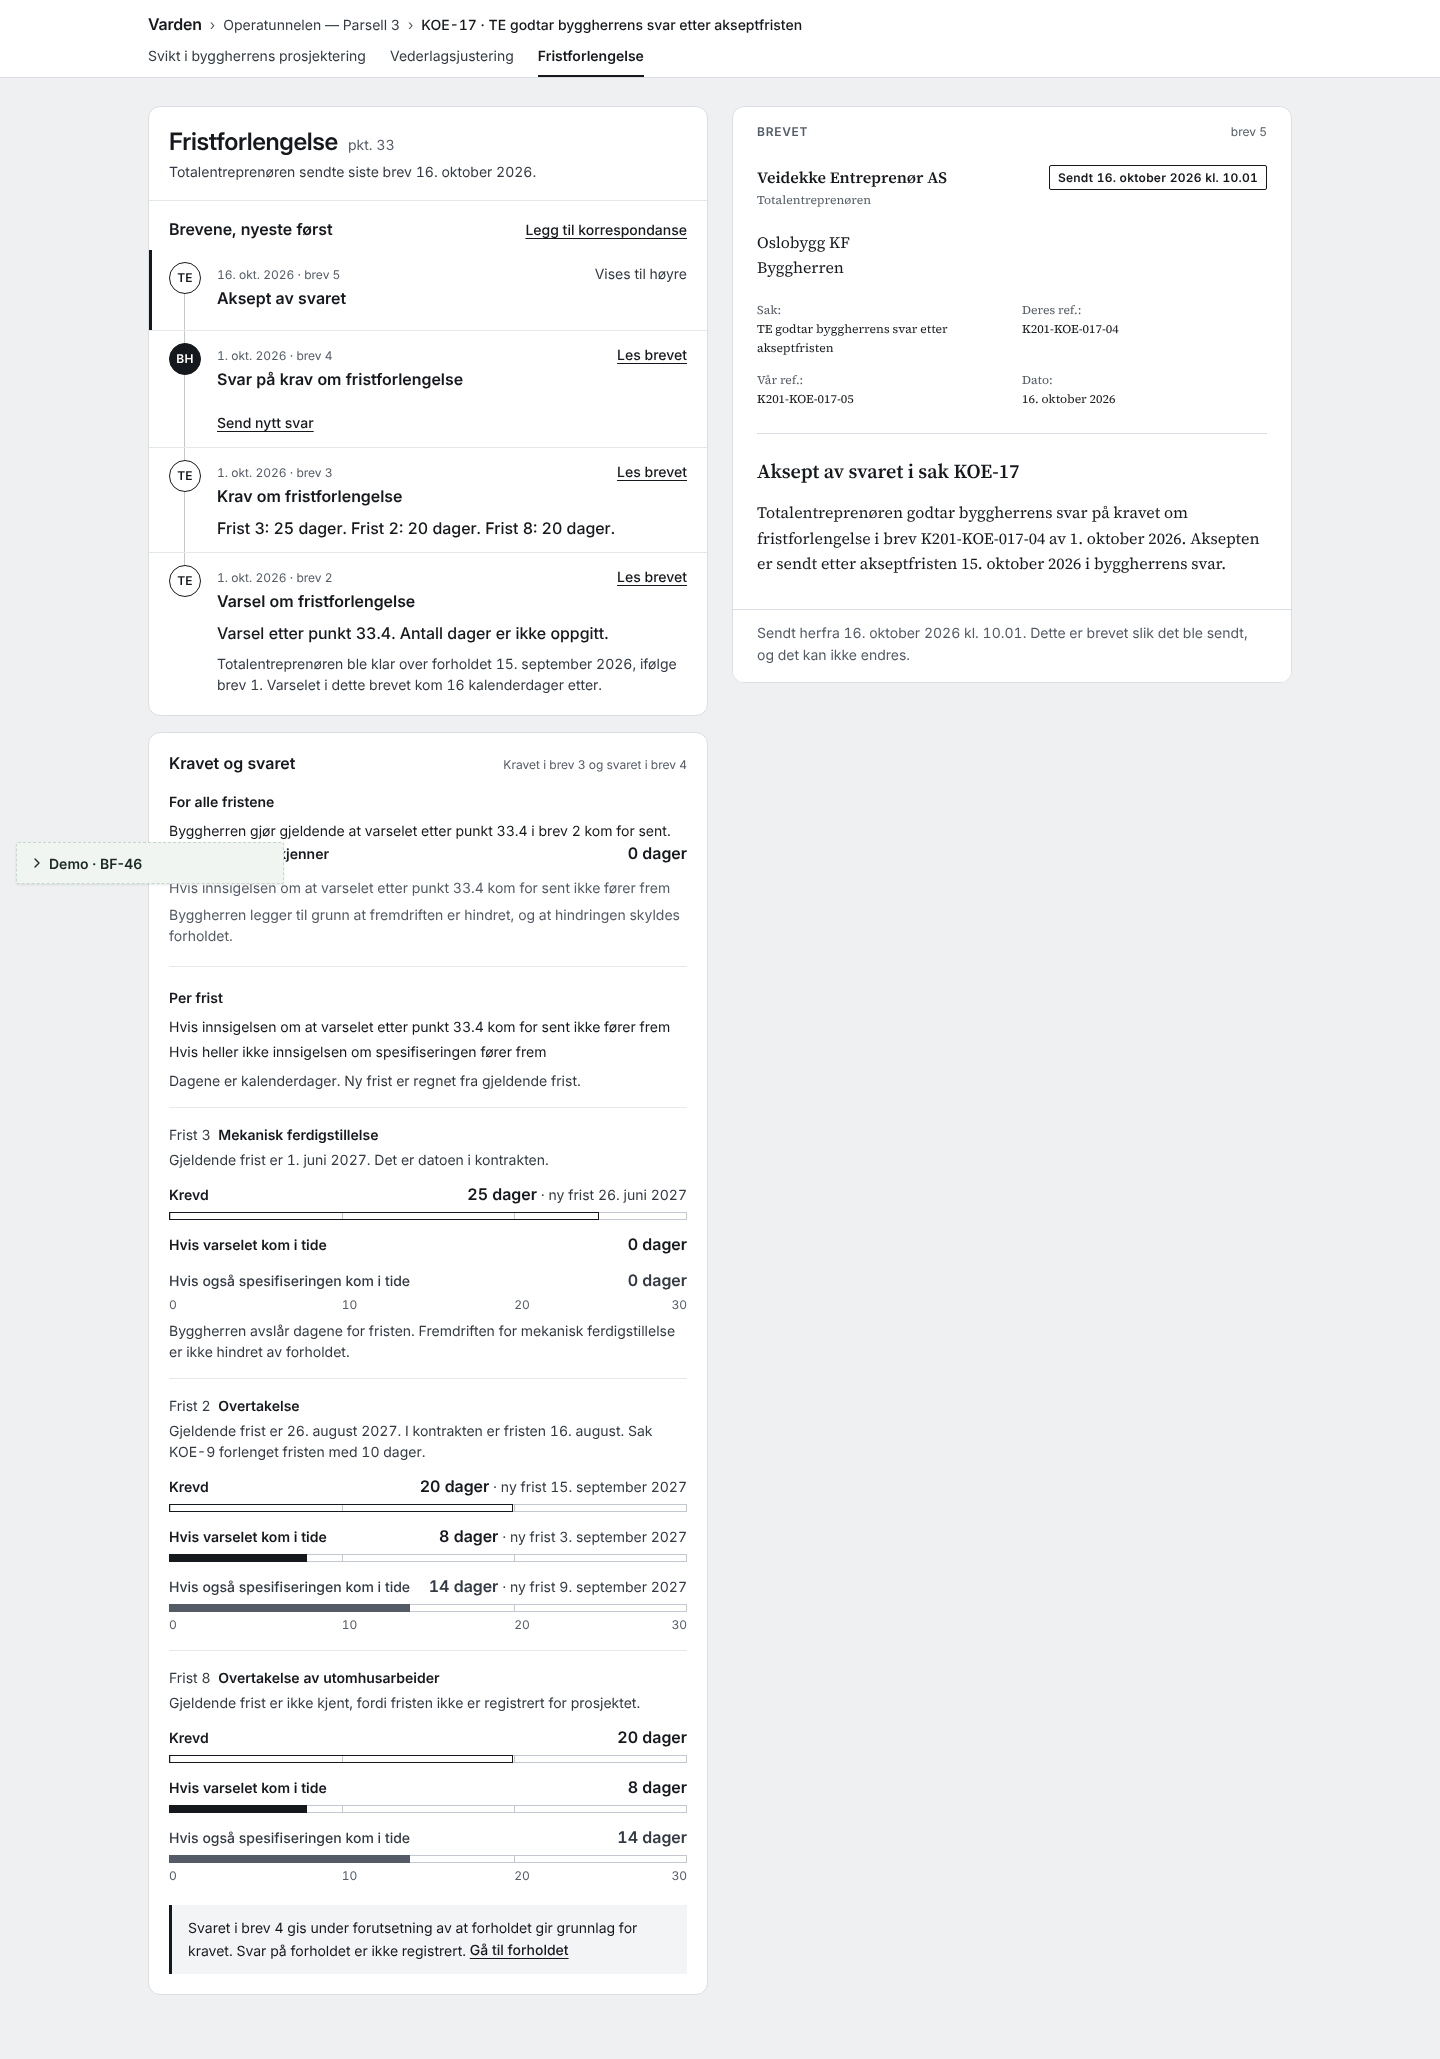 Varden › Operatunnelen — Parsell 3 › KOE-17 · TE godtar byggherrens svar etter akseptfristen
Svikt i byggherrens prosjektering Vederlagsjustering Fristforlengelse
Fristforlengelse pkt. 33
Totalentreprenøren sendte siste brev 16. oktober 2026.
Brevene, nyeste først Legg til korrespondanse
TE 16. okt. 2026 · brev 5 Vises til høyre
Aksept av svaret
BH 1. okt. 2026 · brev 4 Les brevet
Svar på krav om fristforlengelse
Send nytt svar
TE 1. okt. 2026 · brev 3 Les brevet
Krav om fristforlengelse
Frist 3: 25 dager. Frist 2: 20 dager. Frist 8: 20 dager.
TE 1. okt. 2026 · brev 2 Les brevet
Varsel om fristforlengelse
Varsel etter punkt 33.4. Antall dager er ikke oppgitt.
Totalentreprenøren ble klar over forholdet 15. september 2026, ifølge
brev 1. Varselet i dette brevet kom 16 kalenderdager etter.
Kravet og svaret Kravet i brev 3 og svaret i brev 4
For alle fristene
Byggherren gjør gjeldende at varselet etter punkt 33.4 i brev 2 kom for sent.
kjenner 0 dager
Demo · BF-46
Hvis innsigelsen om at varselet etter punkt 33.4 kom for sent ikke fører frem
Byggherren legger til grunn at fremdriften er hindret, og at hindringen skyldes
forholdet.
Per frist
Hvis innsigelsen om at varselet etter punkt 33.4 kom for sent ikke fører frem
Hvis heller ikke innsigelsen om spesifiseringen fører frem
Dagene er kalenderdager. Ny frist er regnet fra gjeldende frist.
Frist 3 Mekanisk ferdigstillelse
Gjeldende frist er 1. juni 2027. Det er datoen i kontrakten.
Krevd 25 dager · ny frist 26. juni 2027
Hvis varselet kom i tide 0 dager
Hvis også spesifiseringen kom i tide 0 dager
0 10 20 30
Byggherren avslår dagene for fristen. Fremdriften for mekanisk ferdigstillelse
er ikke hindret av forholdet.
Frist 2 Overtakelse
Gjeldende frist er 26. august 2027. I kontrakten er fristen 16. august. Sak
KOE-9 forlenget fristen med 10 dager.
Krevd 20 dager · ny frist 15. september 2027
Hvis varselet kom i tide 8 dager · ny frist 3. september 2027
Hvis også spesifiseringen kom i tide 14 dager · ny frist 9. september 2027
0 10 20 30
Frist 8 Overtakelse av utomhusarbeider
Gjeldende frist er ikke kjent, fordi fristen ikke er registrert for prosjektet.
Krevd 20 dager
Hvis varselet kom i tide 8 dager
Hvis også spesifiseringen kom i tide 14 dager
0 10 20 30
Svaret i brev 4 gis under forutsetning av at forholdet gir grunnlag for
kravet. Svar på forholdet er ikke registrert. Gå til forholdet
BREVET brev 5
Veidekke Entreprenør AS Sendt 16. oktober 2026 kl. 10.01
Totalentreprenøren
Oslobygg KF
Byggherren
Sak: Deres ref.:
TE godtar byggherrens svar etter K201-KOE-017-04
akseptfristen
Vår ref.: Dato:
K201-KOE-017-05 16. oktober 2026
Aksept av svaret i sak KOE-17
Totalentreprenøren godtar byggherrens svar på kravet om
fristforlengelse i brev K201-KOE-017-04 av 1. oktober 2026. Aksepten
er sendt etter akseptfristen 15. oktober 2026 i byggherrens svar.
Sendt herfra 16. oktober 2026 kl. 10.01. Dette er brevet slik det ble sendt,
og det kan ikke endres.